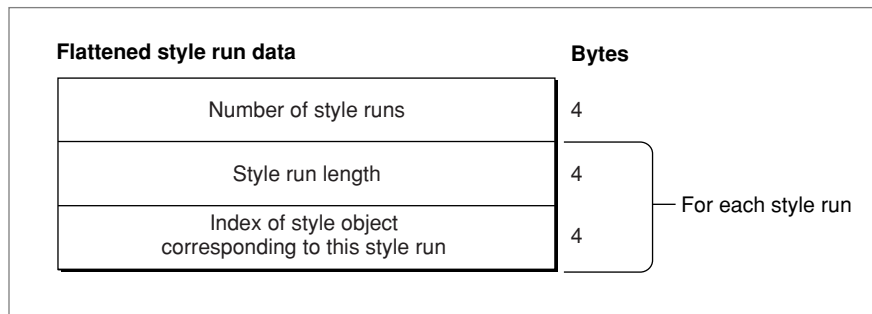 Flattened style run data Bytes
Number of style runs 4
Style run length 4
For each style run
Index of style object
corresponding to this style run 4